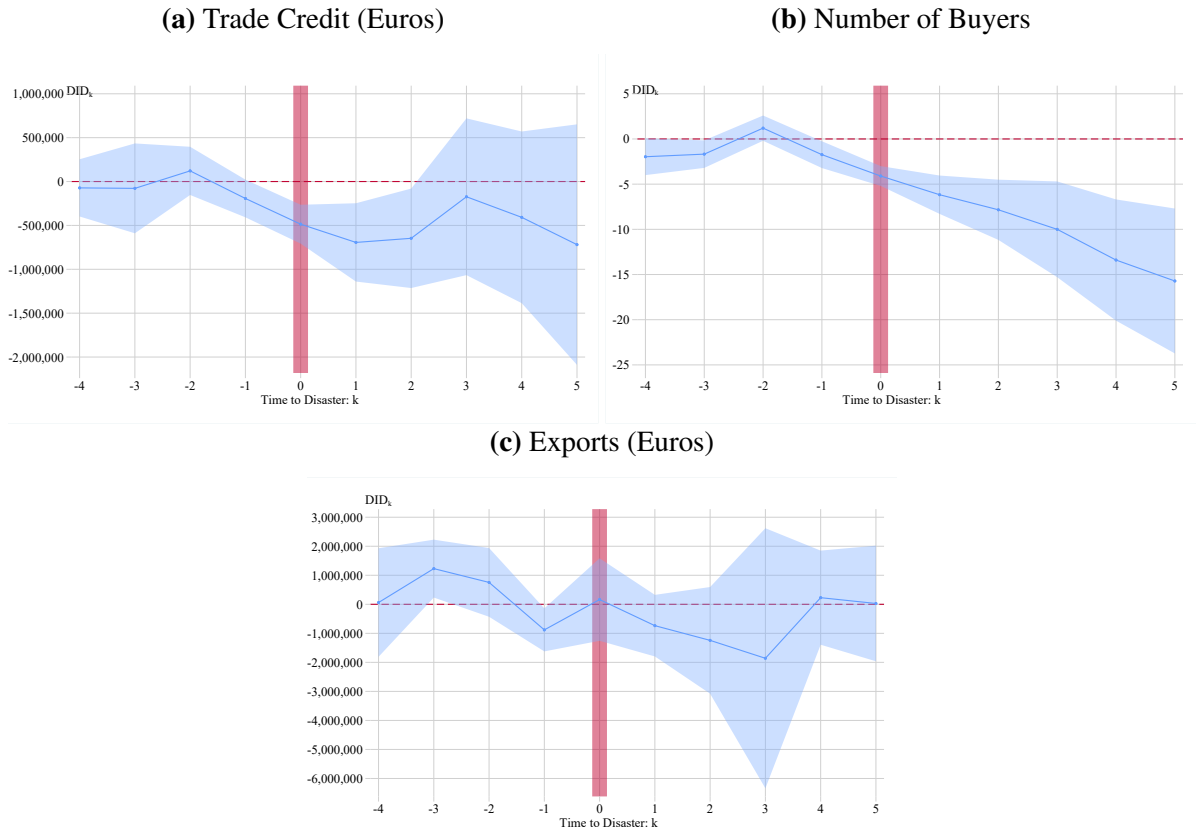 (a) Trade Credit (Euros)
DIDₖ
1,000,000
500,000
0
-500,000
-1,000,000
-1,500,000
-2,000,000
-4 -3 -2 -1 0 1 2 3 4 5
Time to Disaster: k
(b) Number of Buyers
DIDₖ
5
0
-5
-10
-15
-20
-25
-4 -3 -2 -1 0 1 2 3 4 5
Time to Disaster: k
(c) Exports (Euros)
DIDₖ
3,000,000
2,000,000
1,000,000
0
-1,000,000
-2,000,000
-3,000,000
-4,000,000
-5,000,000
-6,000,000
-4 -3 -2 -1 0 1 2 3 4 5
Time to Disaster: k